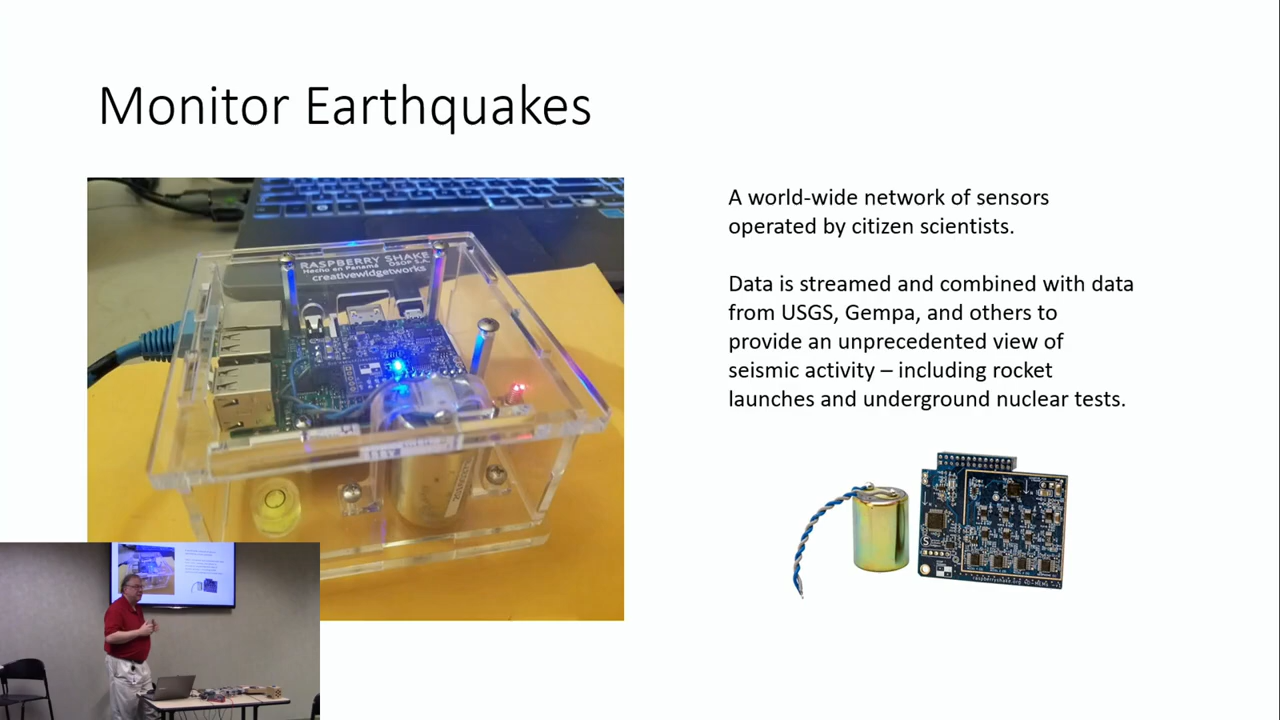 Monitor Earthquakes
RASPBERRY SHAKE
Hecho en Panamá OSOP S.A.
creativewidgetworks
A world-wide network of sensors
operated by citizen scientists.
Data is streamed and combined with data
from USGS, Gempa, and others to
provide an unprecedented view of
seismic activity – including rocket
launches and underground nuclear tests.